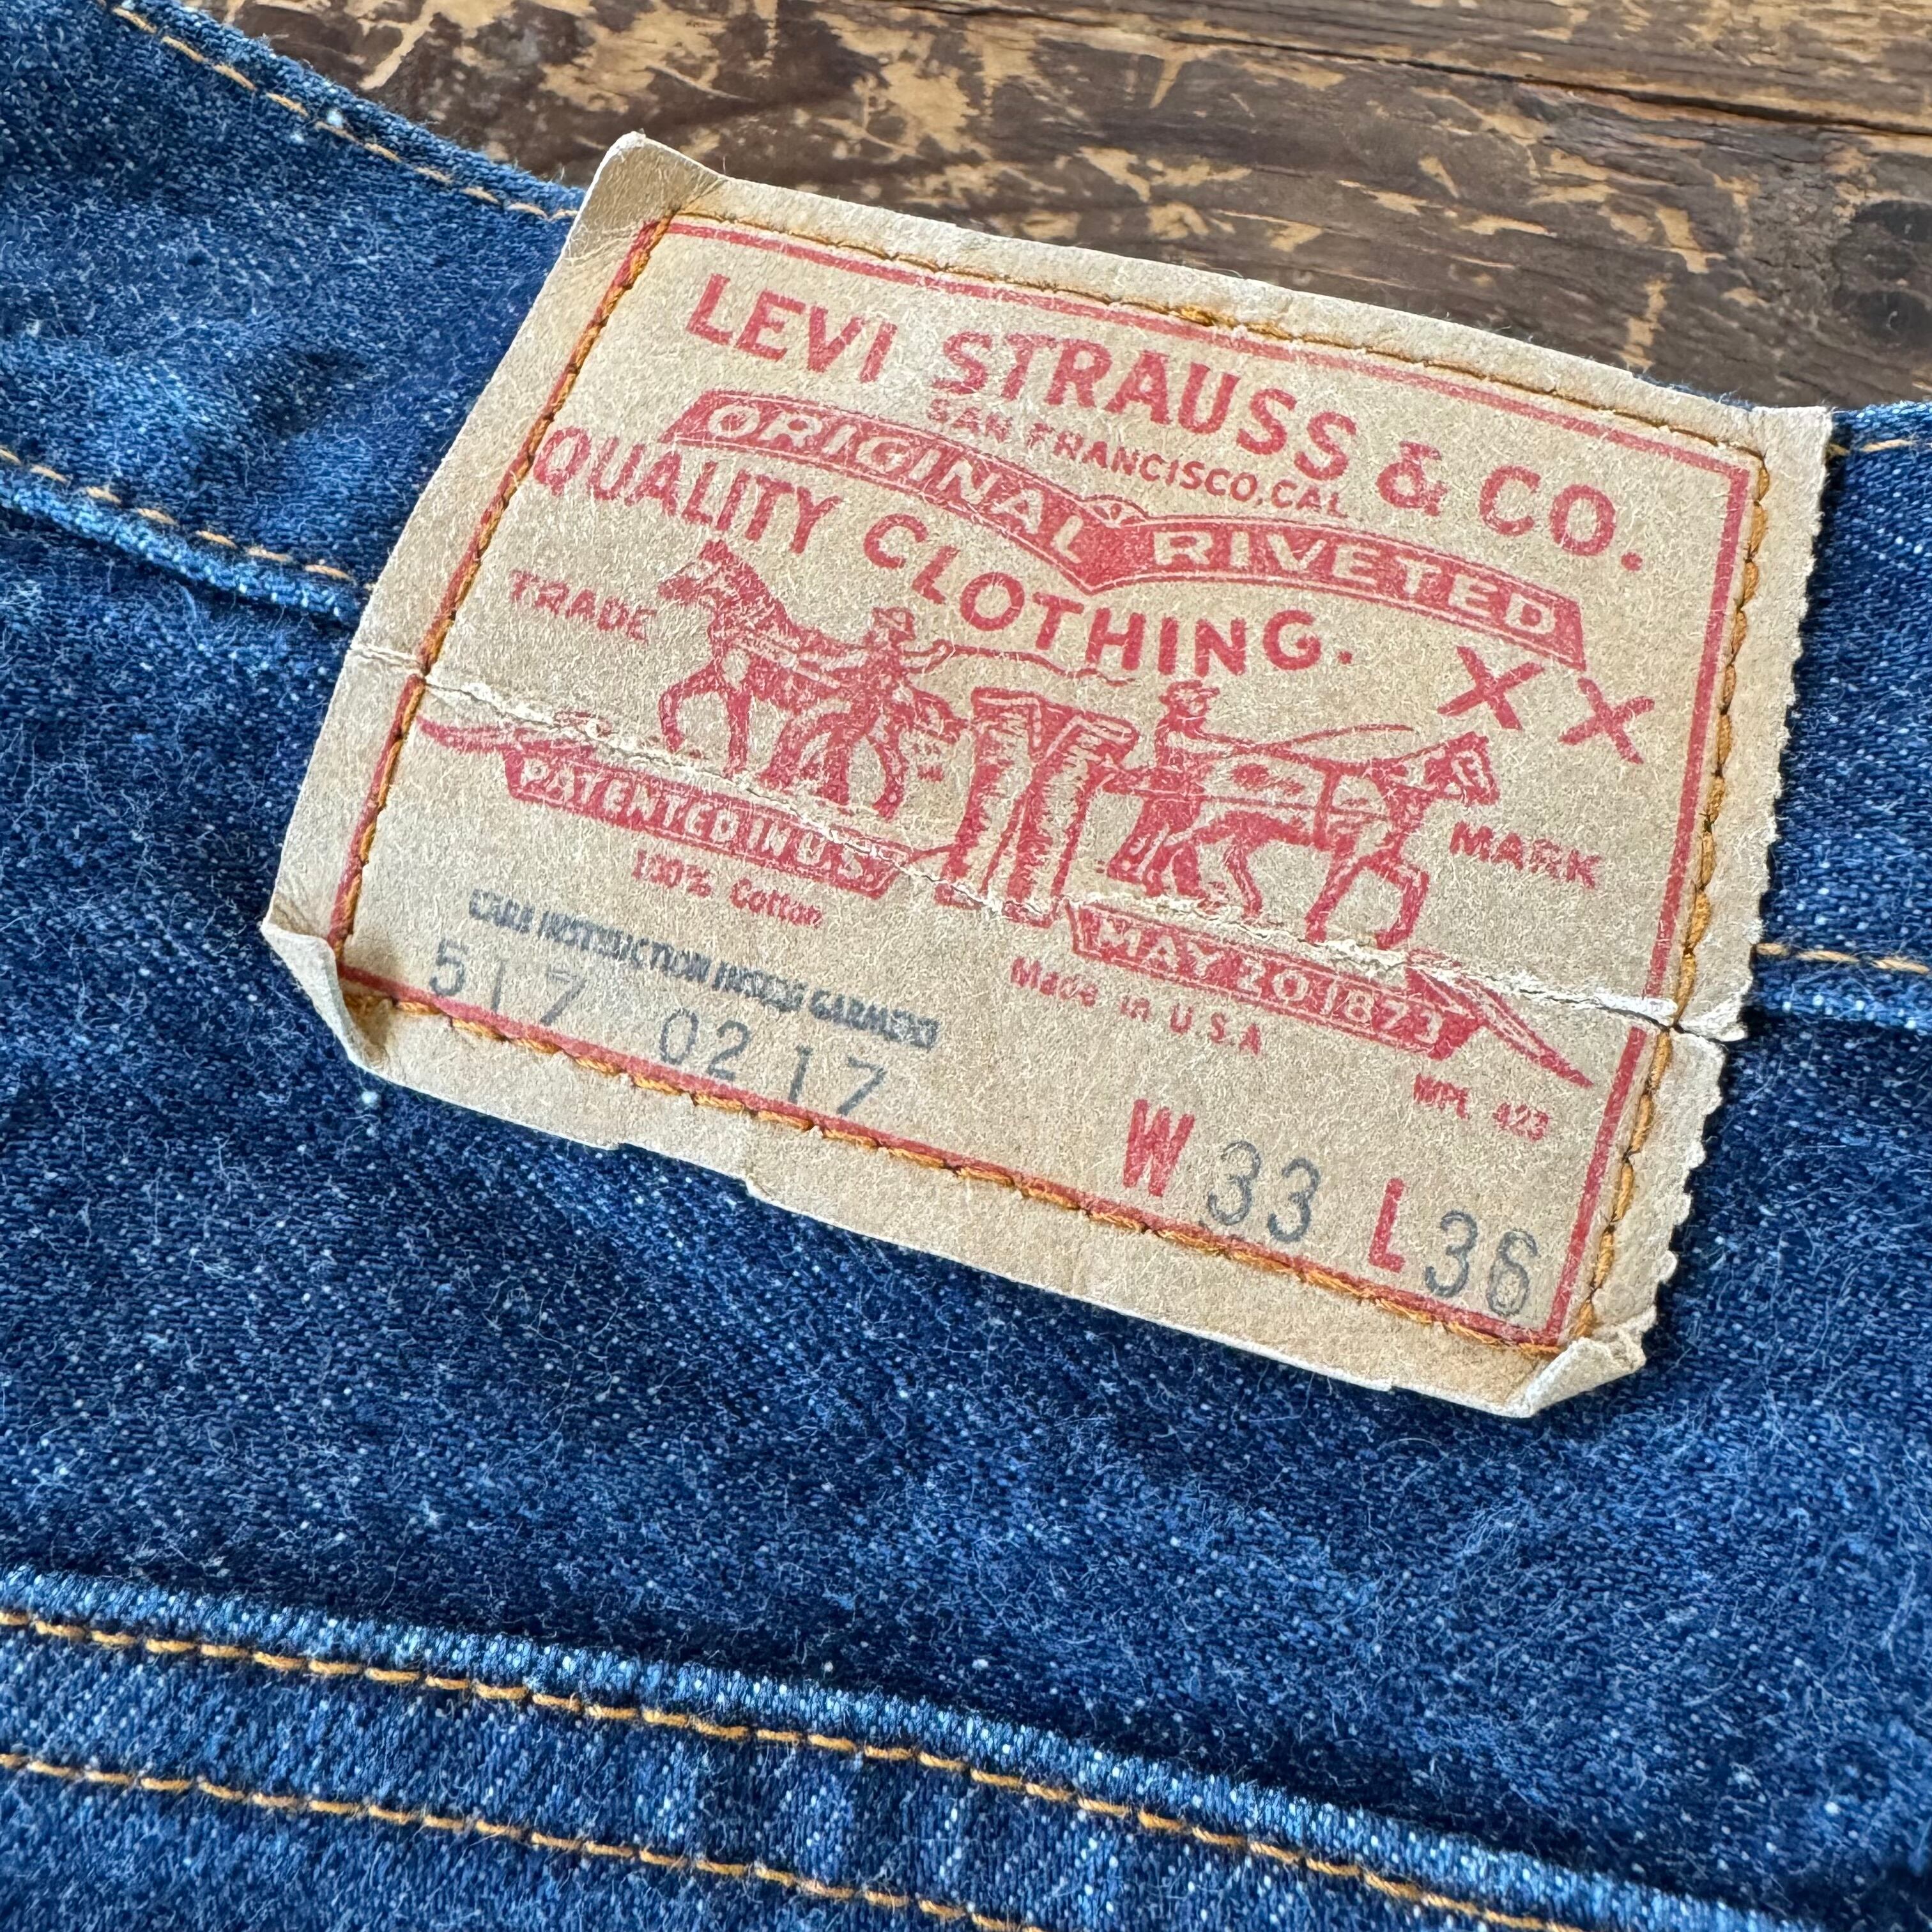 LEVI STRAUSS & CO.
SAN FRANCISCO, CAL
ORIGINAL RIVETED
QUALITY CLOTHING.
TRADE
XX
MARK
PATENTED IN U.S.
MAY 20 1873
100% Cotton
Made in U.S.A
CARE INSTRUCTION INSIDE GARMENT
WPL 423
517 0217
W 33 L 36